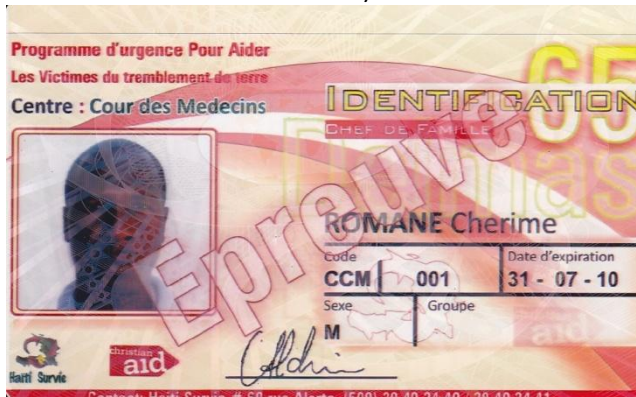 Programme d'urgence Pour Aider
Les Victimes du tremblement de terre
Centre : Cour des Medecins
65
IDENTIFICATION
CHEF DE FAMILLE
Delmas
Epreuve
ROMANE Cherime
Code
Date d'expiration
CCM 001
31 - 07 - 10
Sexe
Groupe
M
Haiti Survie
christian
aid